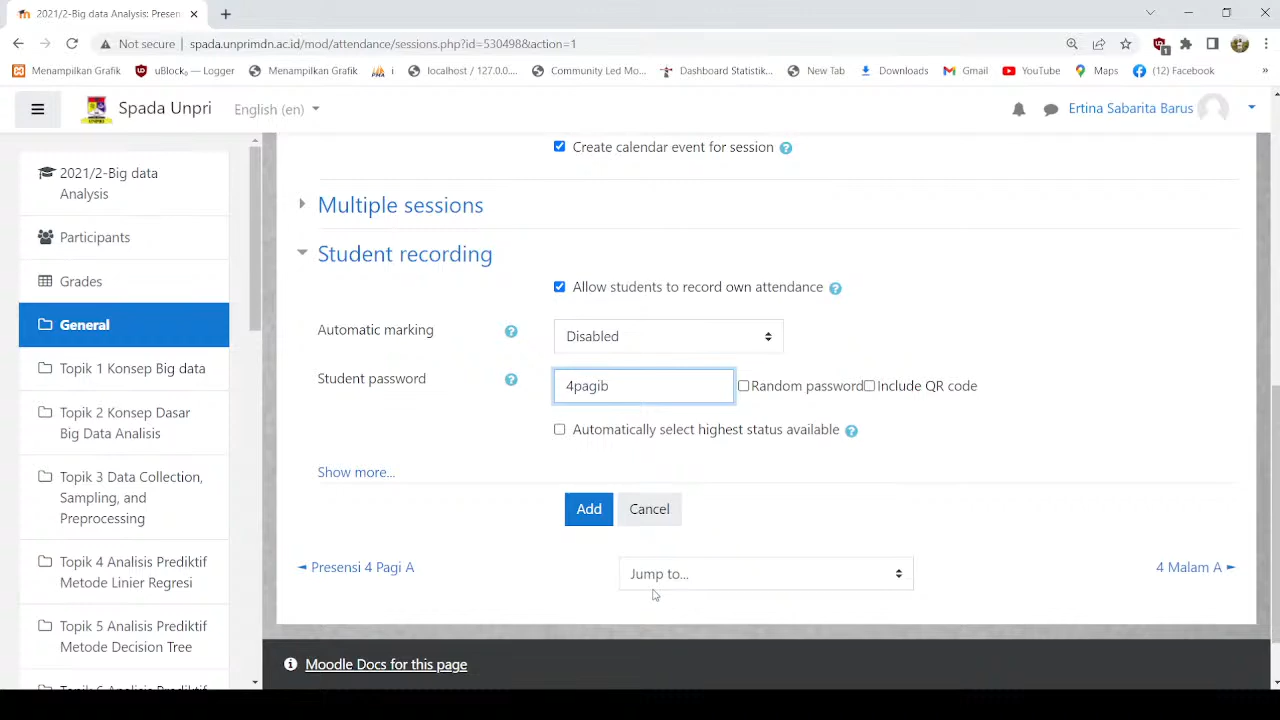 2021/2-Big data Analysis: Presen
Not secure
spada.unprimdn.ac.id/mod/attendance/sessions.php?id=530498&action=1
1
Menampilkan Grafik
uBlock₀ — Logger
Menampilkan Grafik
i
localhost / 127.0.0....
Community Led Mo...
Dashboard Statistik...
New Tab
Downloads
Gmail
YouTube
Maps
(12) Facebook
»
Spada Unpri
English (en)
Ertina Sabarita Barus
2021/2-Big data
Analysis
Participants
Grades
General
Topik 1 Konsep Big data
Topik 2 Konsep Dasar
Big Data Analisis
Topik 3 Data Collection,
Sampling, and
Preprocessing
Topik 4 Analisis Prediktif
Metode Linier Regresi
Topik 5 Analisis Prediktif
Metode Decision Tree
Create calendar event for session
Multiple sessions
Student recording
Allow students to record own attendance
Automatic marking
Disabled
Student password
4pagib
Random password
Include QR code
Automatically select highest status available
Show more...
Add
Cancel
◄ Presensi 4 Pagi A
Jump to...
4 Malam A ►
Moodle Docs for this page